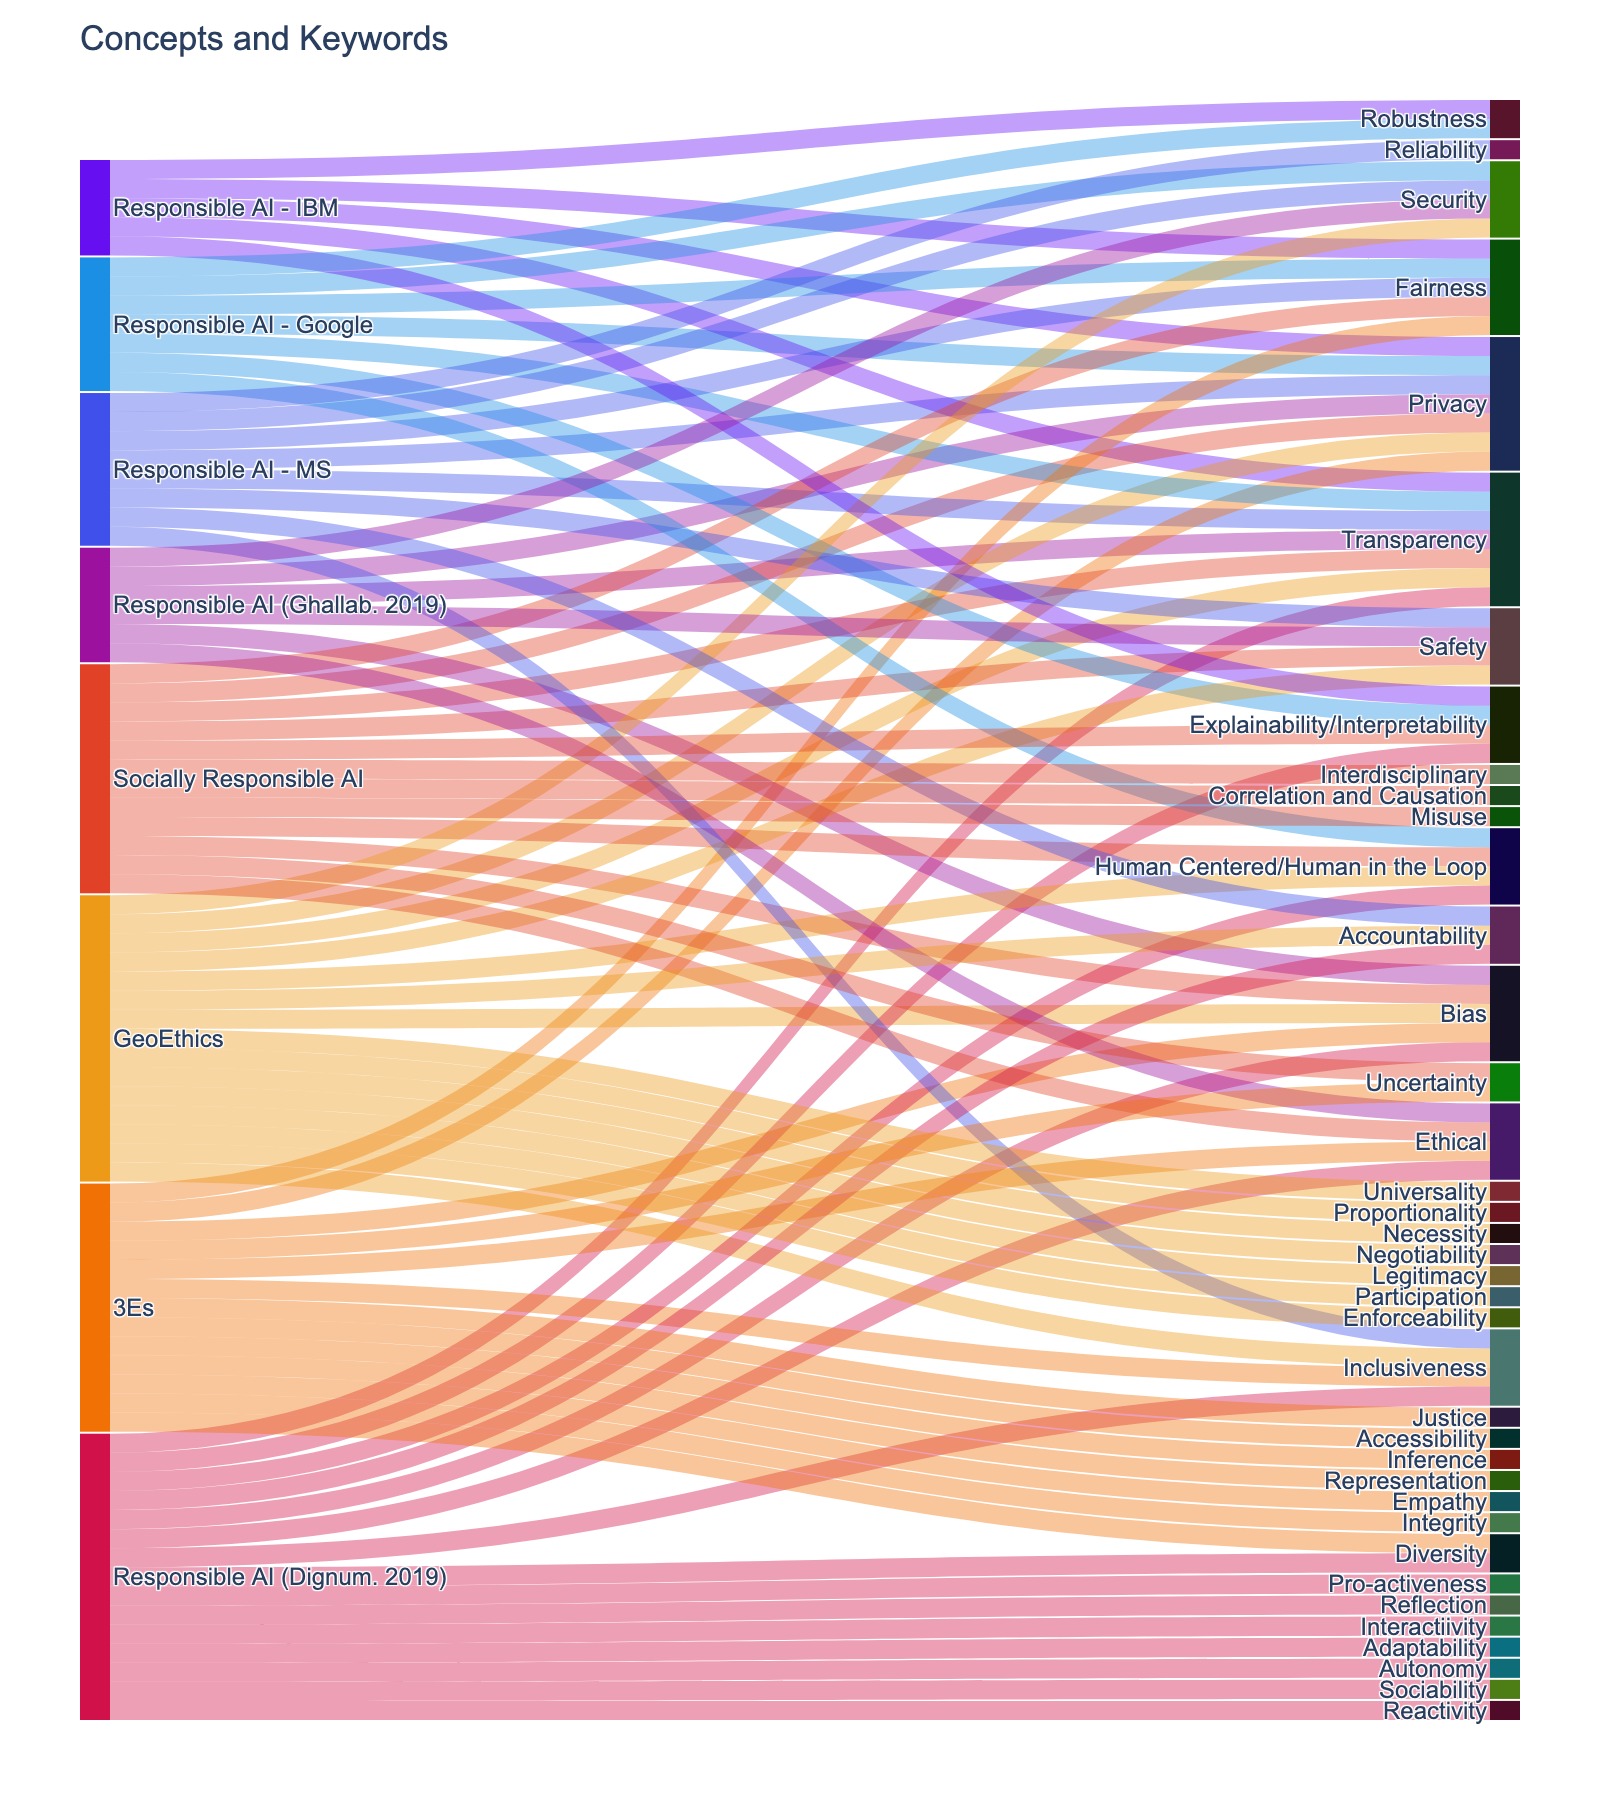 Concepts and Keywords
Responsible AI - IBM
Responsible AI - Google
Responsible AI - MS
Responsible AI (Ghallab. 2019)
Socially Responsible AI
GeoEthics
3Es
Responsible AI (Dignum. 2019)
Robustness
Reliability
Security
Fairness
Privacy
Transparency
Safety
Explainability/Interpretability
Interdisciplinary
Correlation and Causation
Misuse
Human Centered/Human in the Loop
Accountability
Bias
Uncertainty
Ethical
Universality
Proportionality
Necessity
Negotiability
Legitimacy
Participation
Enforceability
Inclusiveness
Justice
Accessibility
Inference
Representation
Empathy
Integrity
Diversity
Pro-activeness
Reflection
Interactiivity
Adaptability
Autonomy
Sociability
Reactivity